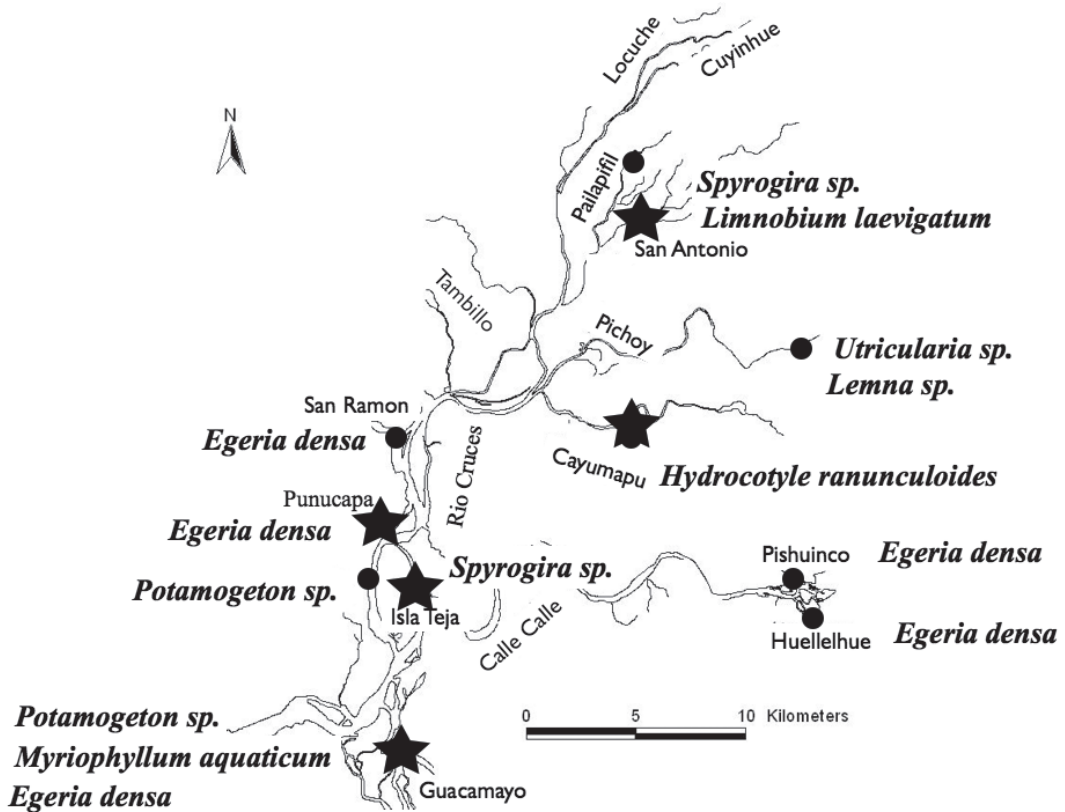 N
Locuche
Cuyinhue
Pailapifil
Spyrogira sp.
Limnobium laevigatum
San Antonio
Tambillo
Pichoy
Utricularia sp.
Lemna sp.
San Ramon
Egeria densa
Rio Cruces
Cayumapu
Hydrocotyle ranunculoides
Punucapa
Egeria densa
Pishuinco
Egeria densa
Potamogeton sp.
Spyrogira sp.
Isla Teja
Calle Calle
Huellelhue
Egeria densa
Potamogeton sp.
Myriophyllum aquaticum
Egeria densa
Guacamayo
0 5 10 Kilometers